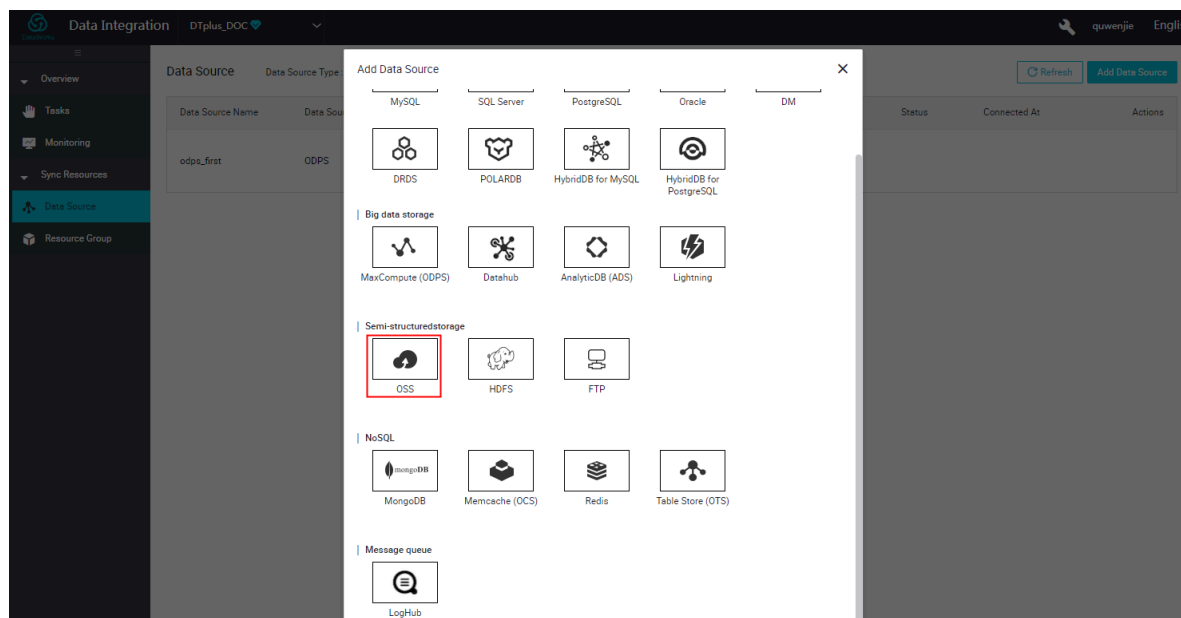 Data Integration DTplus_DOC quwenjie
Overview
Tasks
Monitoring
Sync Resources
Data Source
Resource Group
Data Source Data Source Type : Refresh Add Data Source
Data Source Name Status Connected At Actions
odps_first ODPS
Add Data Source
MySQL SQL Server PostgreSQL Oracle DM
DRDS POLARDB HybridDB for MySQL HybridDB for
PostgreSQL
Big data storage
MaxCompute (ODPS) Datahub AnalyticDB (ADS) Lightning
Semi-structuredstorage
OSS HDFS FTP
NoSQL
mongoDB
MongoDB Memcache (OCS) Redis Table Store (OTS)
Message queue
LogHub